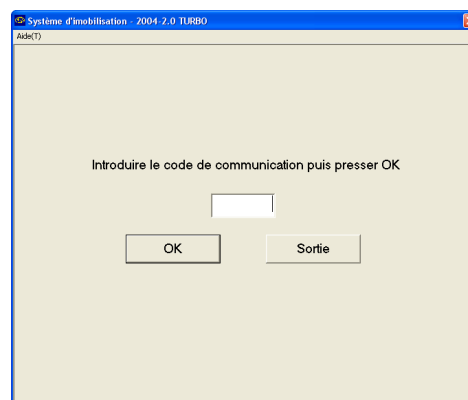 Système d'imobilisation - 2004-2.0 TURBO
Aide(T)
Introduire le code de communication puis presser OK
OK
Sortie